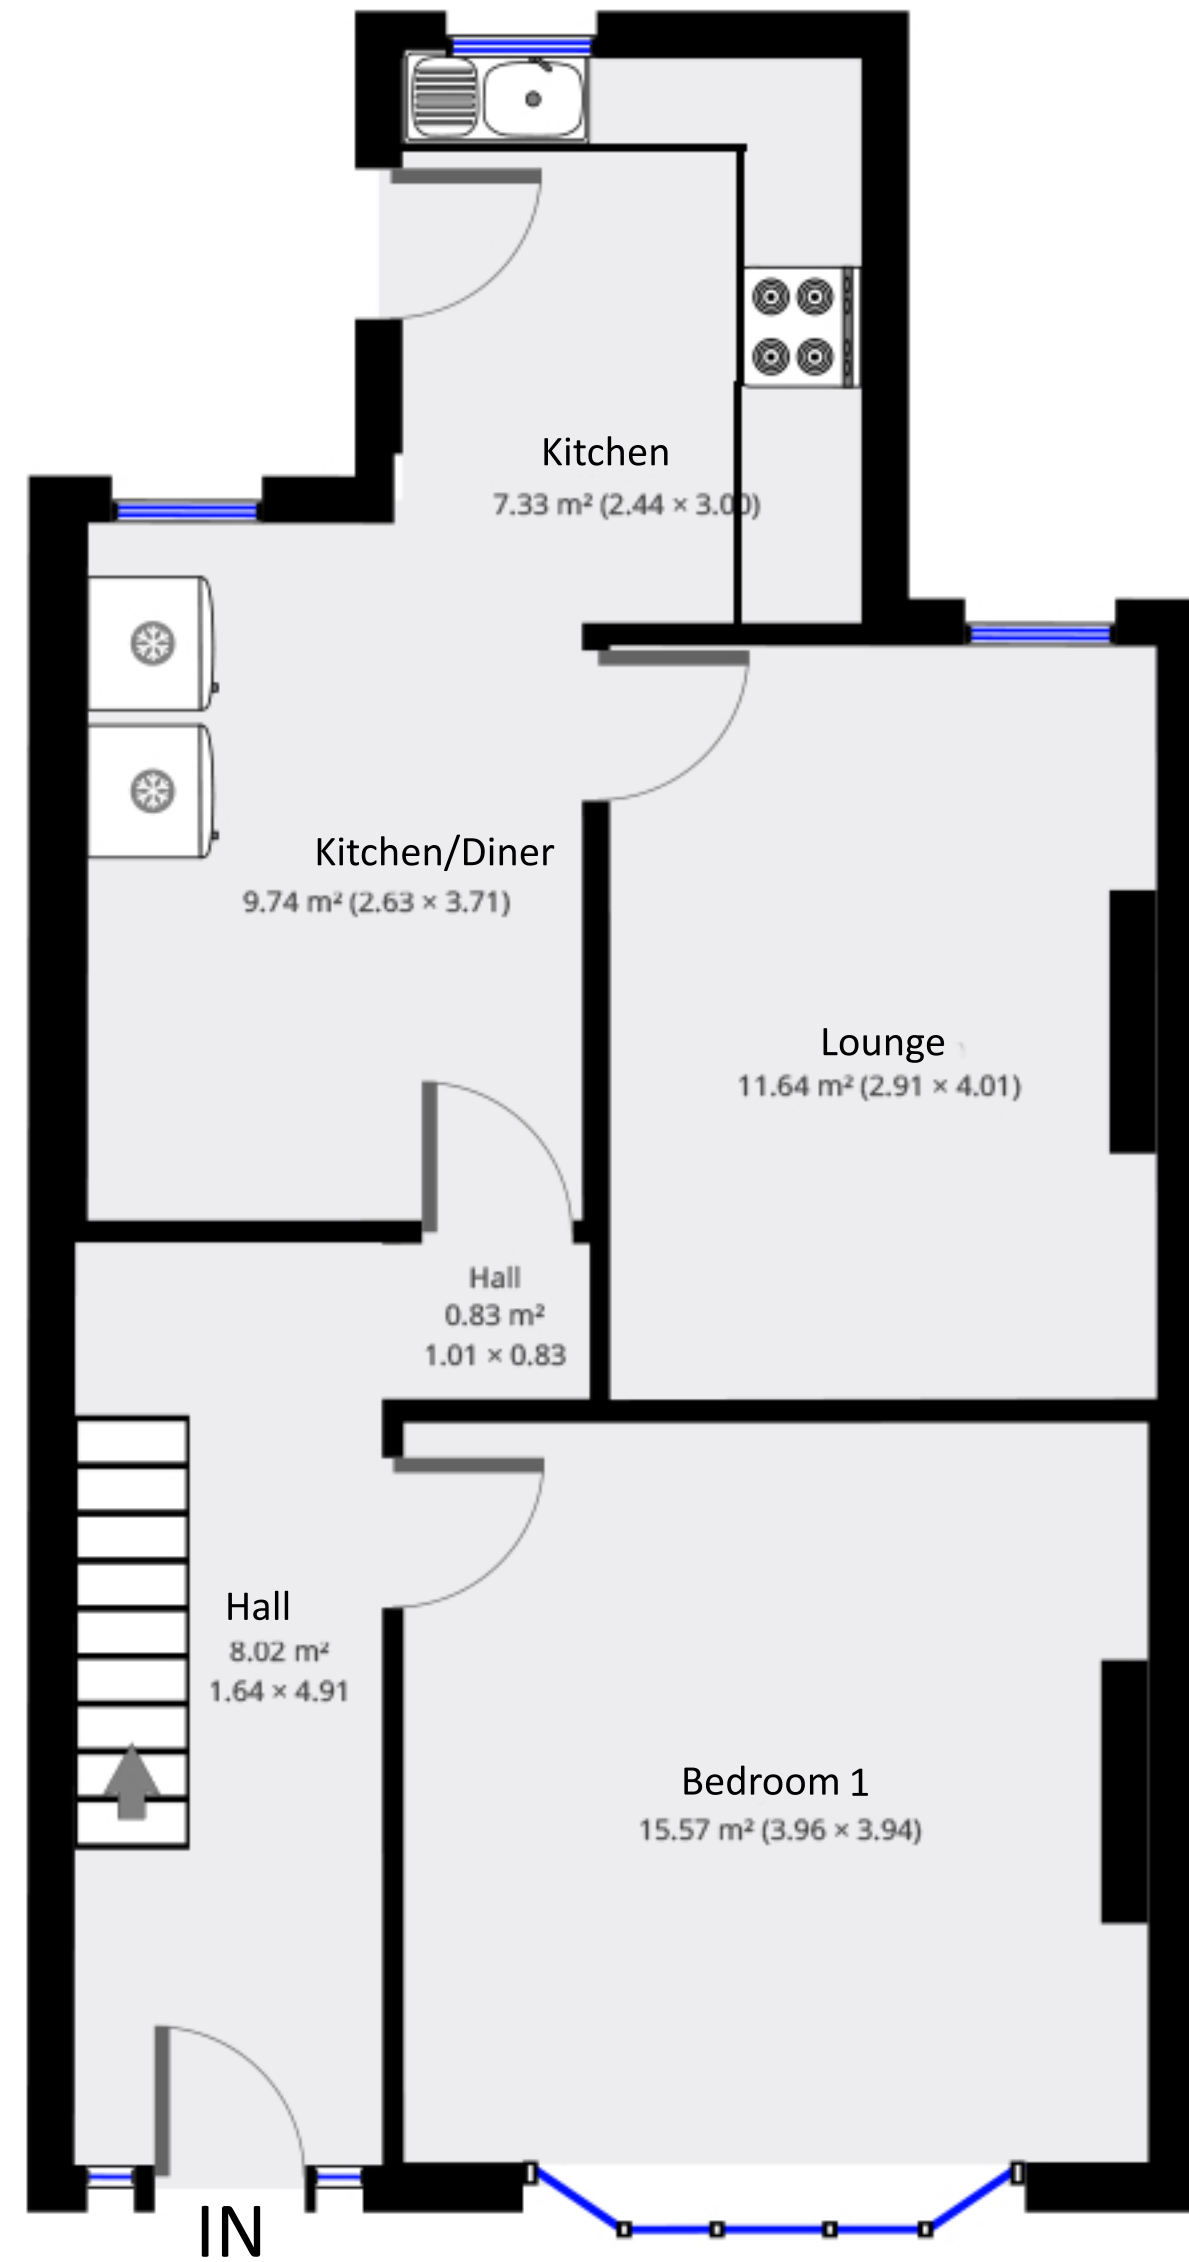 Kitchen
7.33 m² (2.44 × 3.00)
Kitchen/Diner
9.74 m² (2.63 × 3.71)
Lounge
11.64 m² (2.91 × 4.01)
Hall
0.83 m²
1.01 × 0.83
Hall
8.02 m²
1.64 × 4.91
Bedroom 1
15.57 m² (3.96 × 3.94)
IN